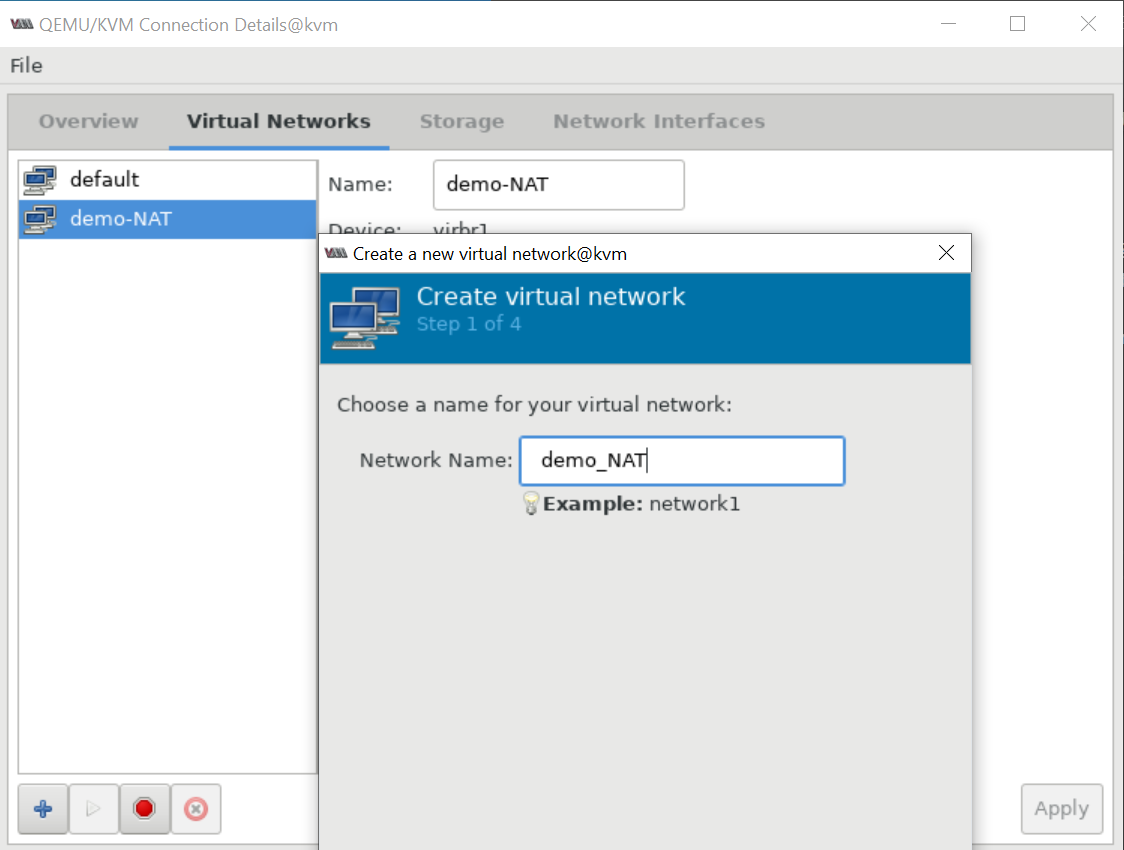 QEMU/KVM Connection Details@kvm
File
Overview Virtual Networks Storage Network Interfaces
default
demo-NAT
Name: demo-NAT
Device: virbr1
Create a new virtual network@kvm
Create virtual network
Step 1 of 4
Choose a name for your virtual network:
Network Name: demo_NAT
Example: network1
Apply